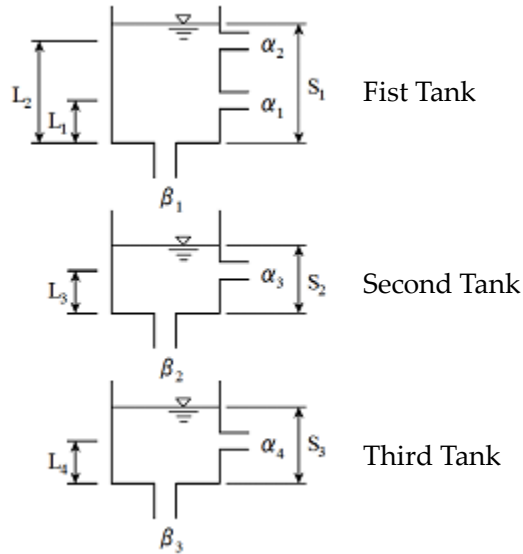 α₂
L₂
S₁
Fist Tank
L₁
α₁
β₁
L₃
α₃
S₂
Second Tank
β₂
L₄
α₄
S₃
Third Tank
β₃